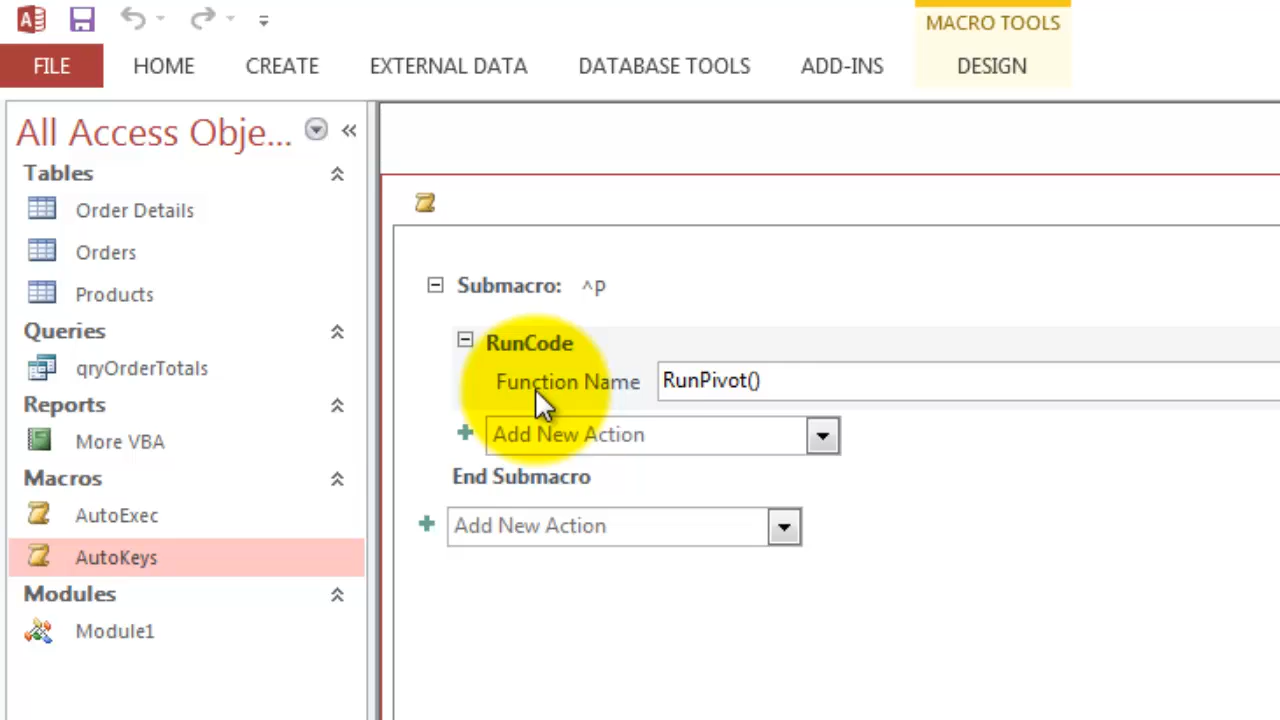 MACRO TOOLS
FILE HOME CREATE EXTERNAL DATA DATABASE TOOLS ADD-INS DESIGN
All Access Obje...
Tables
Order Details
Orders
Products
Queries
qryOrderTotals
Reports
More VBA
Macros
AutoExec
AutoKeys
Modules
Module1
Submacro: ^P
RunCode
Function Name RunPivot()
Add New Action
End Submacro
Add New Action